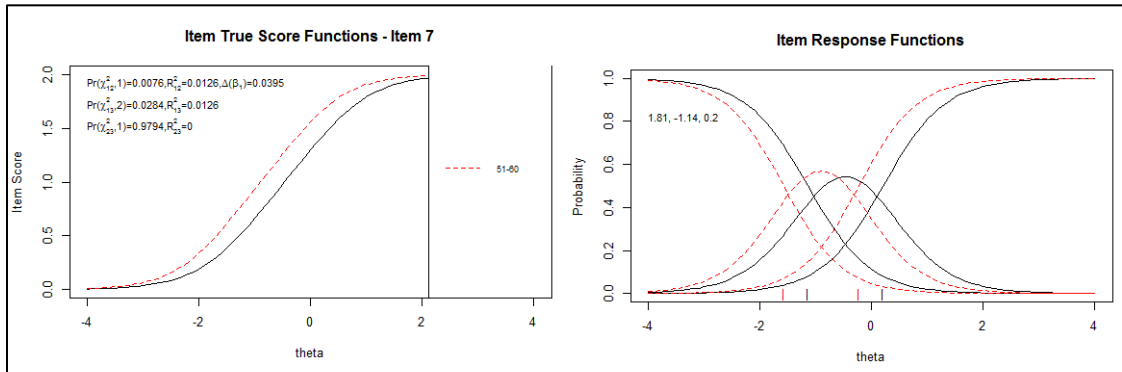 Item True Score Functions - Item 7
Pr(χ²₁₂,1)=0.0076,R²₁₂=0.0126,Δ(β₁)=0.0395
Pr(χ²₁₃,2)=0.0284,R²₁₃=0.0126
Pr(χ²₂₃,1)=0.9794,R²₂₃=0
51-60
Item Score
0.0 0.5 1.0 1.5 2.0
-4 -2 0 2 4
theta
Item Response Functions
1.81, -1.14, 0.2
Probability
0.0 0.2 0.4 0.6 0.8 1.0
-4 -2 0 2 4
theta